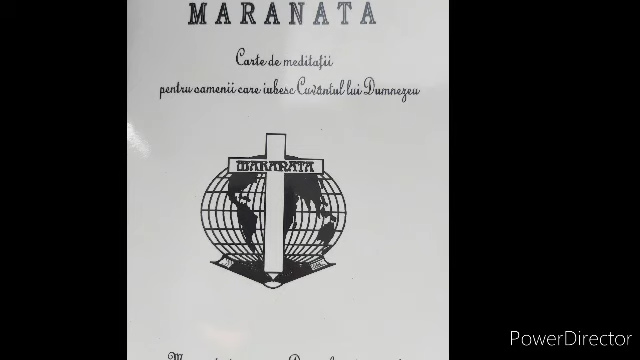 MARANATA
Carte de meditații
pentru oamenii care iubesc Cuvântul lui Dumnezeu
MARANATA
PowerDirector